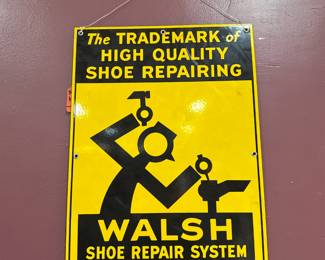 The TRADEMARK of
HIGH QUALITY
SHOE REPAIRING
WALSH
SHOE REPAIR SYSTEM